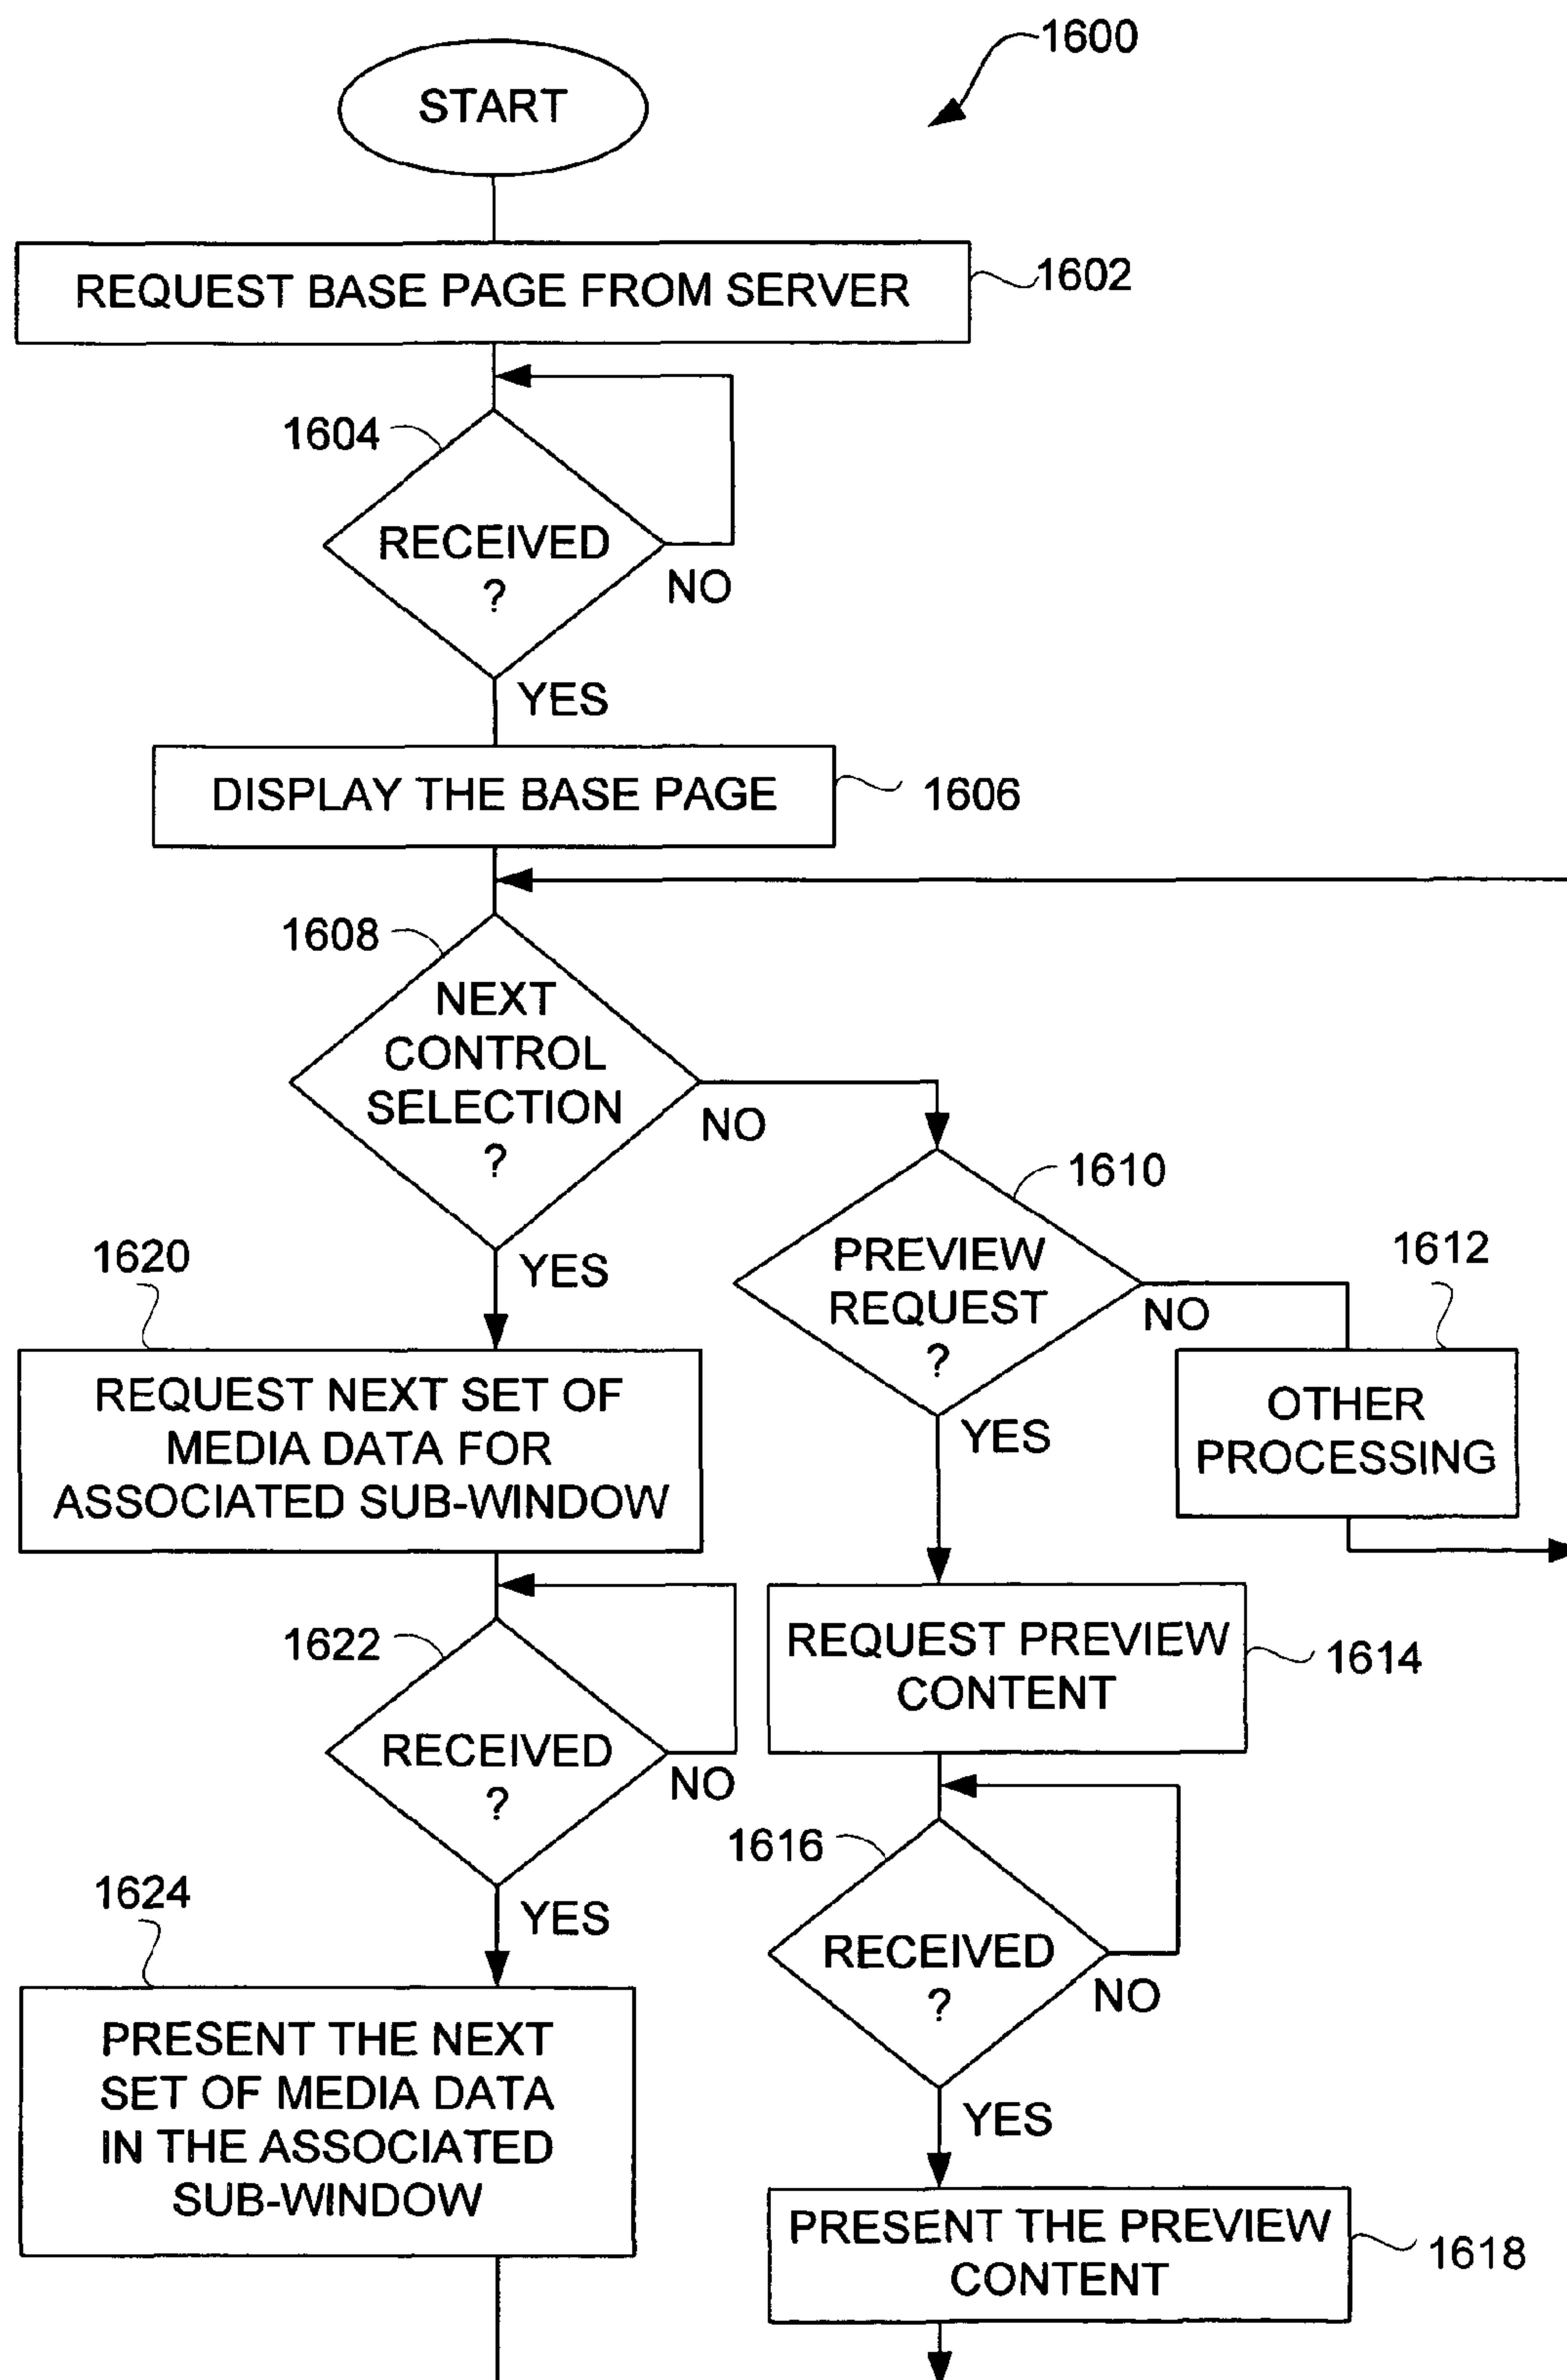 1600
START
REQUEST BASE PAGE FROM SERVER
1602
1604
RECEIVED
?
NO
YES
DISPLAY THE BASE PAGE
1606
1608
NEXT
CONTROL
SELECTION
?
NO
YES
1610
PREVIEW
REQUEST
?
NO
YES
1612
OTHER
PROCESSING
1620
REQUEST NEXT SET OF
MEDIA DATA FOR
ASSOCIATED SUB-WINDOW
1622
RECEIVED
?
NO
YES
REQUEST PREVIEW
CONTENT
1614
1616
RECEIVED
?
NO
YES
1624
PRESENT THE NEXT
SET OF MEDIA DATA
IN THE ASSOCIATED
SUB-WINDOW
PRESENT THE PREVIEW
CONTENT
1618